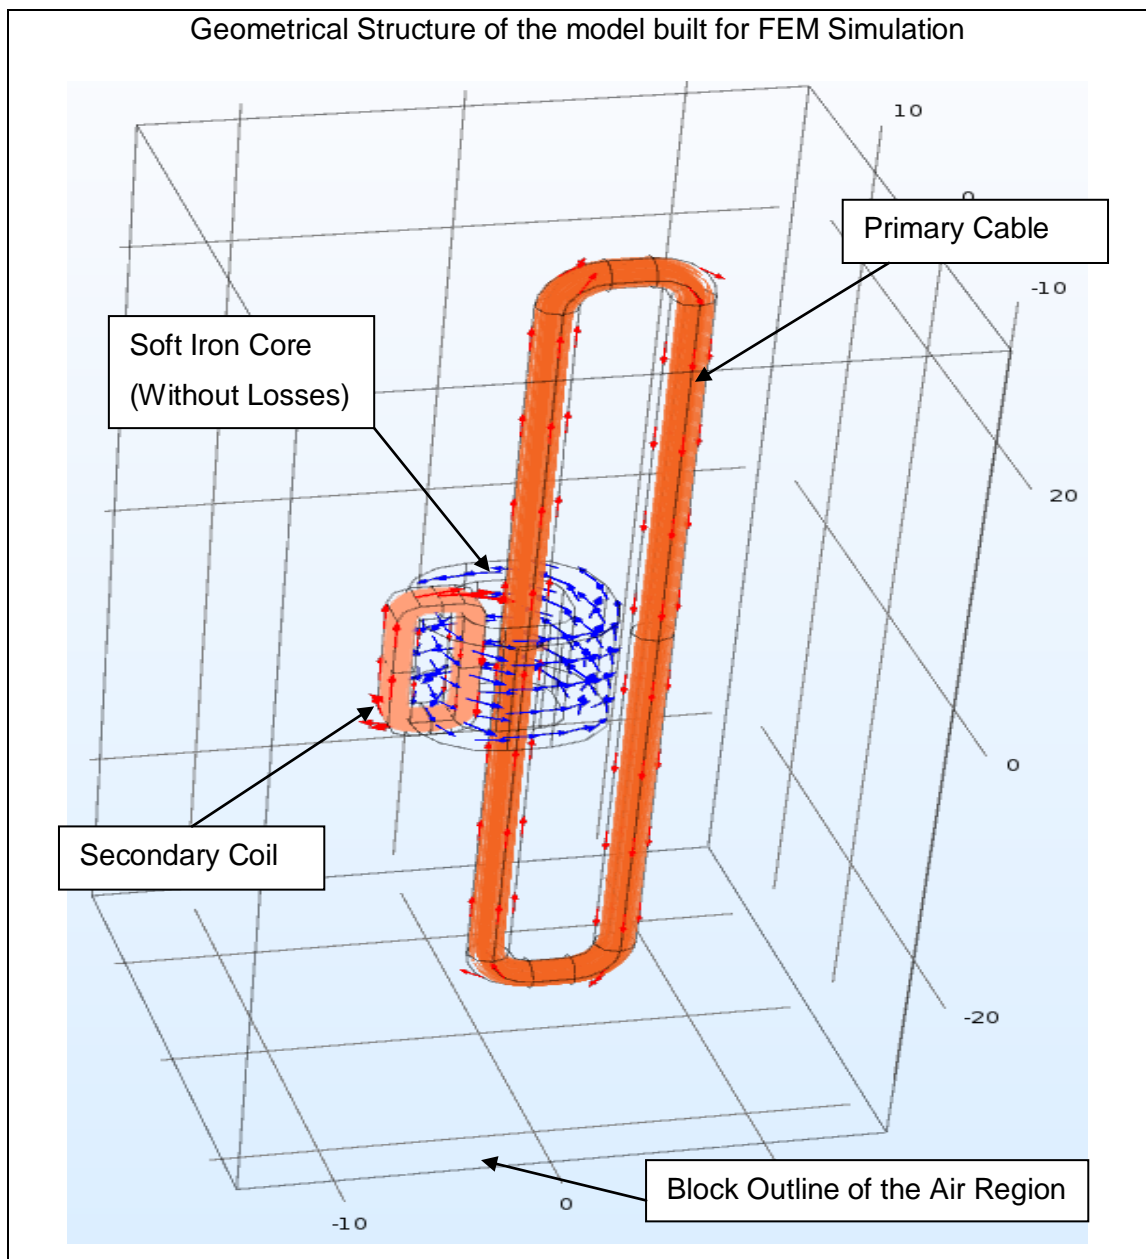 Geometrical Structure of the model built for FEM Simulation
10
0
Primary Cable
-10
Soft Iron Core
(Without Losses)
20
0
Secondary Coil
-20
Block Outline of the Air Region
0
-10